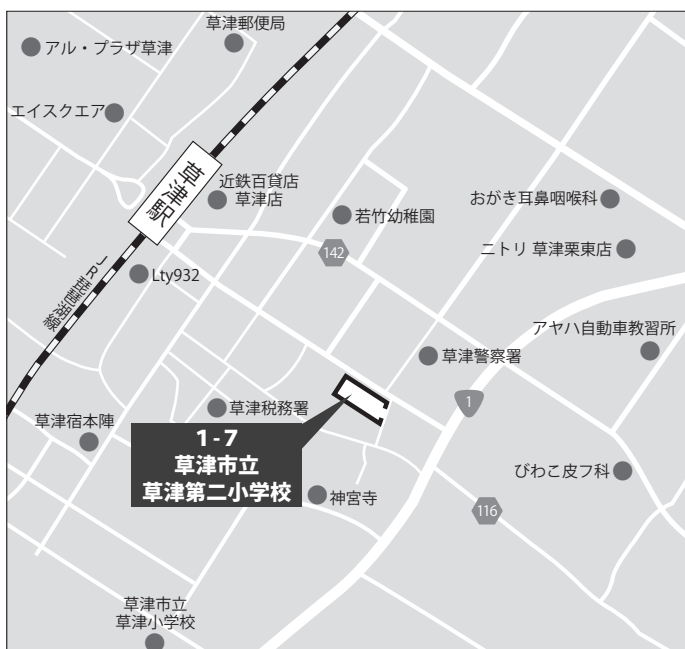 草津郵便局
アル・プラザ草津
エイスクエア
草津駅
近鉄百貨店
草津店
若竹幼稚園
おがき耳鼻咽喉科
142
ニトリ 草津栗東店
Lty932
JR琵琶湖線
アヤハ自動車教習所
草津警察署
1
草津税務署
草津宿本陣
1-7
草津市立
草津第二小学校
びわこ皮フ科
神宮寺
116
草津市立
草津小学校